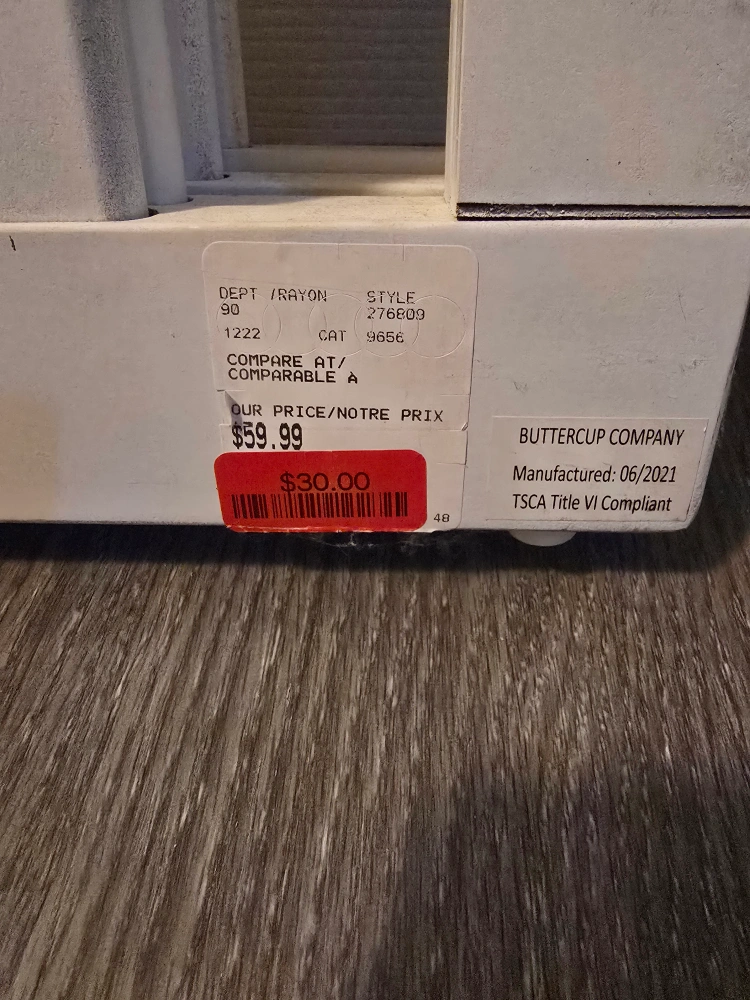 DEPT /RAYON STYLE
90 276809
1222 CAT 9656
COMPARE AT/
COMPARABLE A
OUR PRICE/NOTRE PRIX
$59.99
$30.00
48
BUTTERCUP COMPANY
Manufactured: 06/2021
TSCA Title VI Compliant